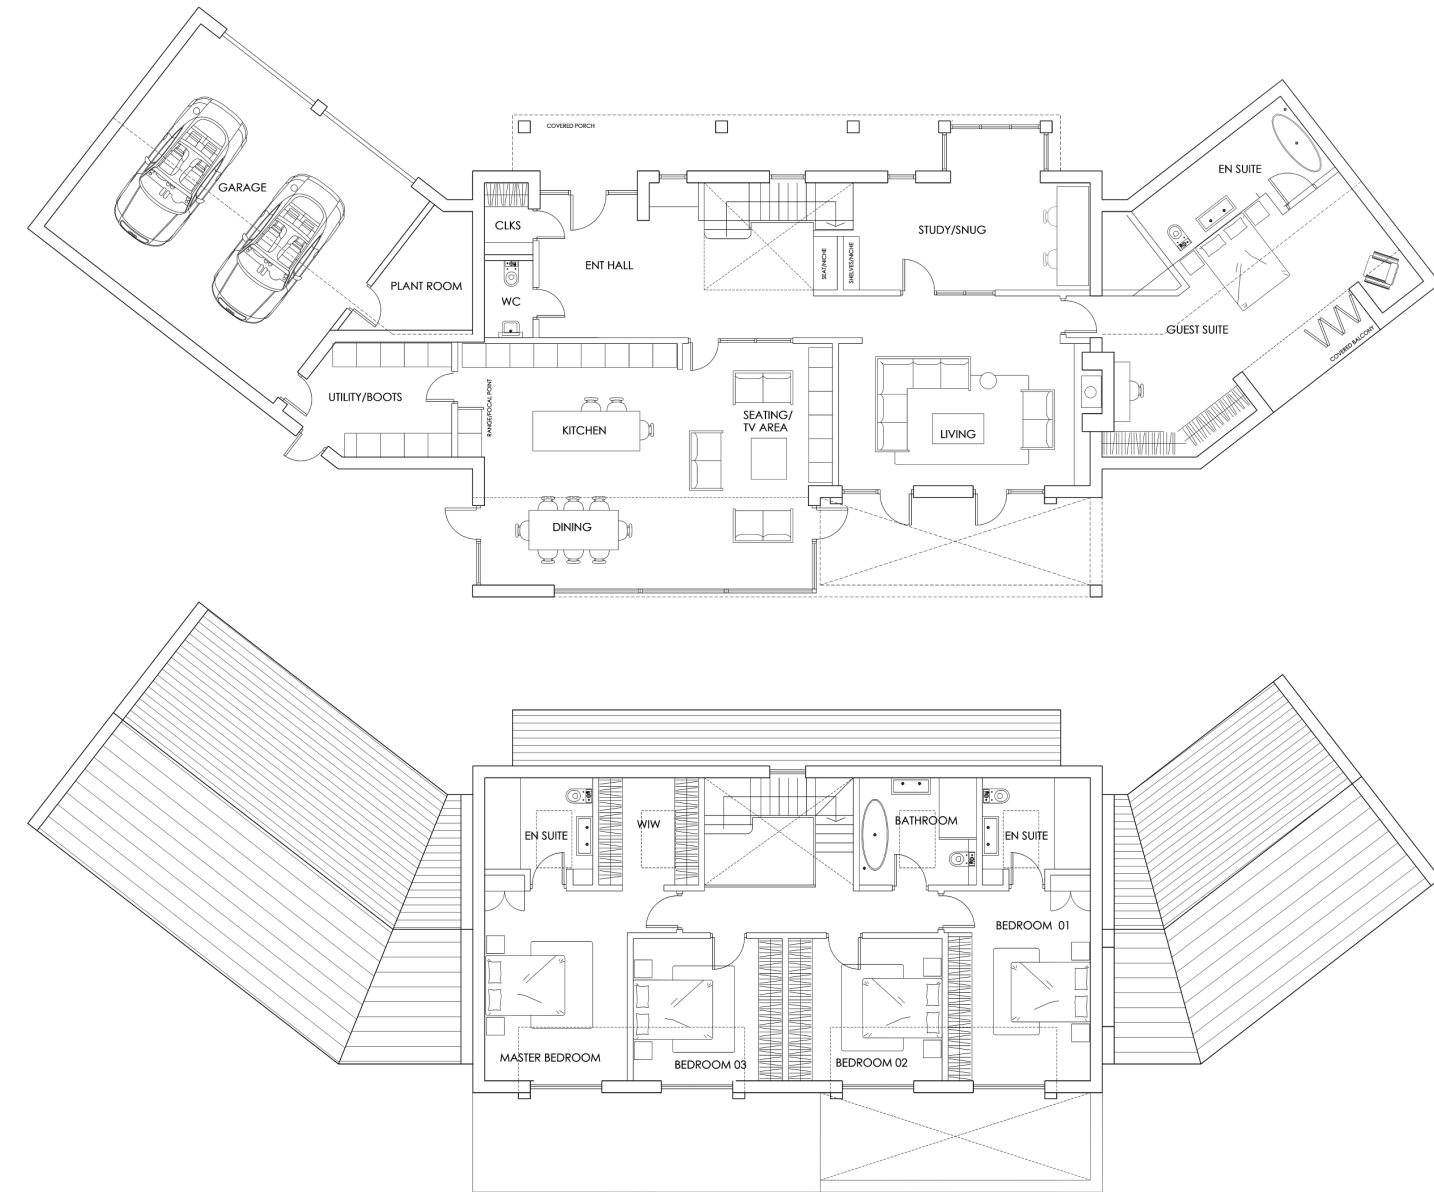 COVERED PORCH
GARAGE
EN SUITE
CLKS
STUDY/SNUG
ENT HALL
SEAT/NICHE
SHELVES/NICHE
PLANT ROOM
WC
GUEST SUITE
COVERED BALCONY
UTILITY/BOOTS
RANGE/FOCAL POINT
KITCHEN
SEATING/
TV AREA
LIVING
DINING
EN SUITE
WIW
BATHROOM
EN SUITE
BEDROOM 01
MASTER BEDROOM
BEDROOM 03
BEDROOM 02